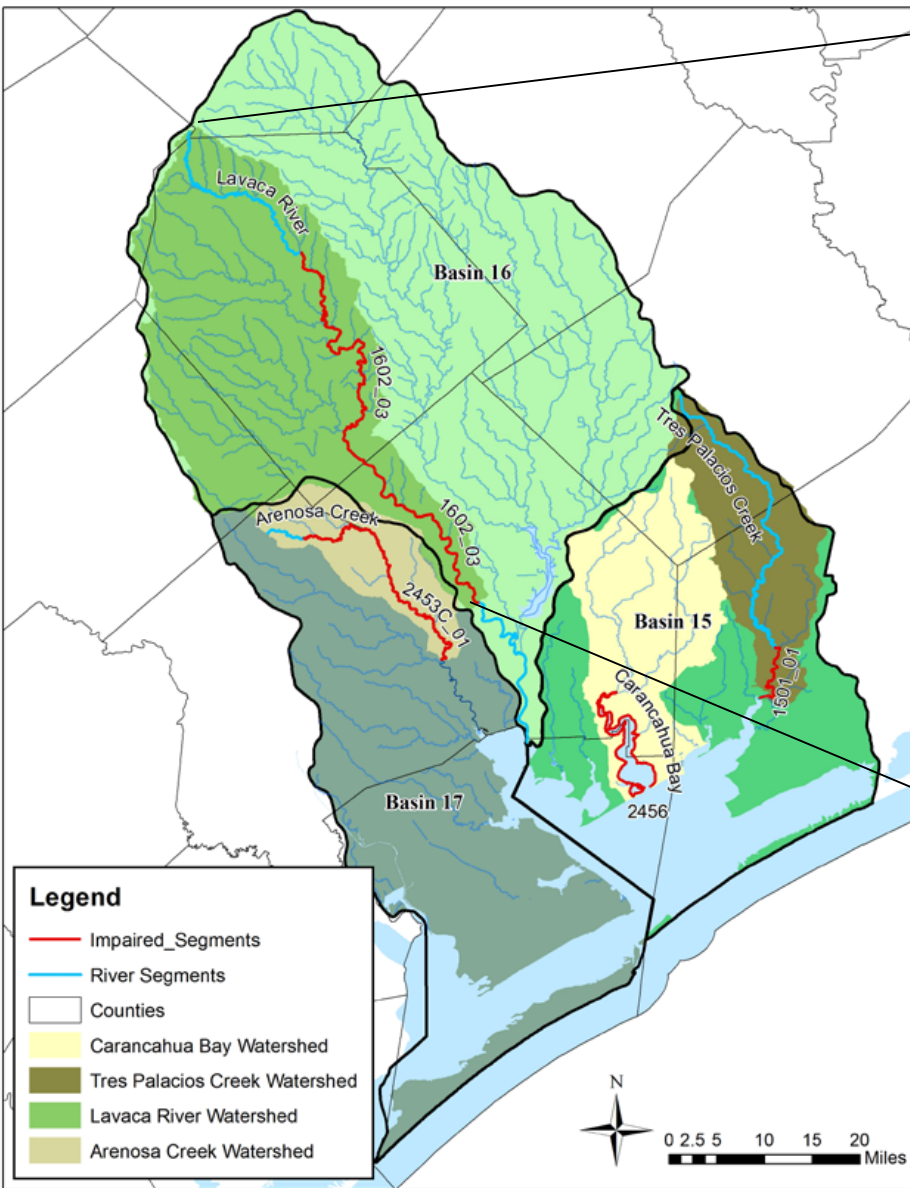 Lavaca River
Basin 16
1602_03
Tres Palacios Creek
Arenosa Creek
1602_03
2453C_01
Basin 15
1501_01
Carancahua Bay
Basin 17
2456
Legend
Impaired_Segments
River Segments
Counties
Carancahua Bay Watershed
Tres Palacios Creek Watershed
Lavaca River Watershed
Arenosa Creek Watershed
N
0 2.5 5 10 15 20
Miles